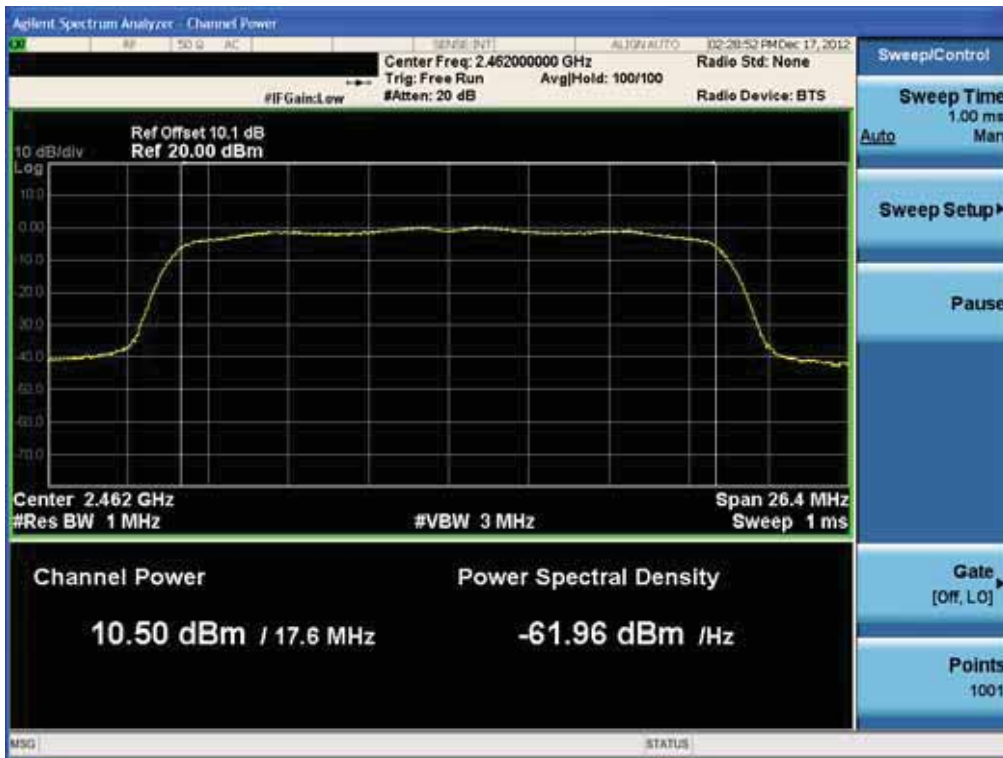 Agilent Spectrum Analyzer - Channel Power
RF 50 Ω AC SENSE:INT ALIGN AUTO 02:28:52 PM Dec 17, 2012
Center Freq: 2.462000000 GHz Radio Std: None
Trig: Free Run Avg|Hold: 100/100
#IFGain:Low #Atten: 20 dB Radio Device: BTS
Ref Offset 10.1 dB
10 dB/div Ref 20.00 dBm
Log
10.0
0.00
-10.0
-20.0
-30.0
-40.0
-50.0
-60.0
-70.0
Center 2.462 GHz Span 26.4 MHz
#Res BW 1 MHz #VBW 3 MHz Sweep 1 ms
Channel Power Power Spectral Density
10.50 dBm / 17.6 MHz -61.96 dBm /Hz
MSG STATUS
Sweep/Control
Sweep Time
1.00 ms
Auto Man
Sweep Setup
Pause
Gate
[Off, LO]
Points
1001